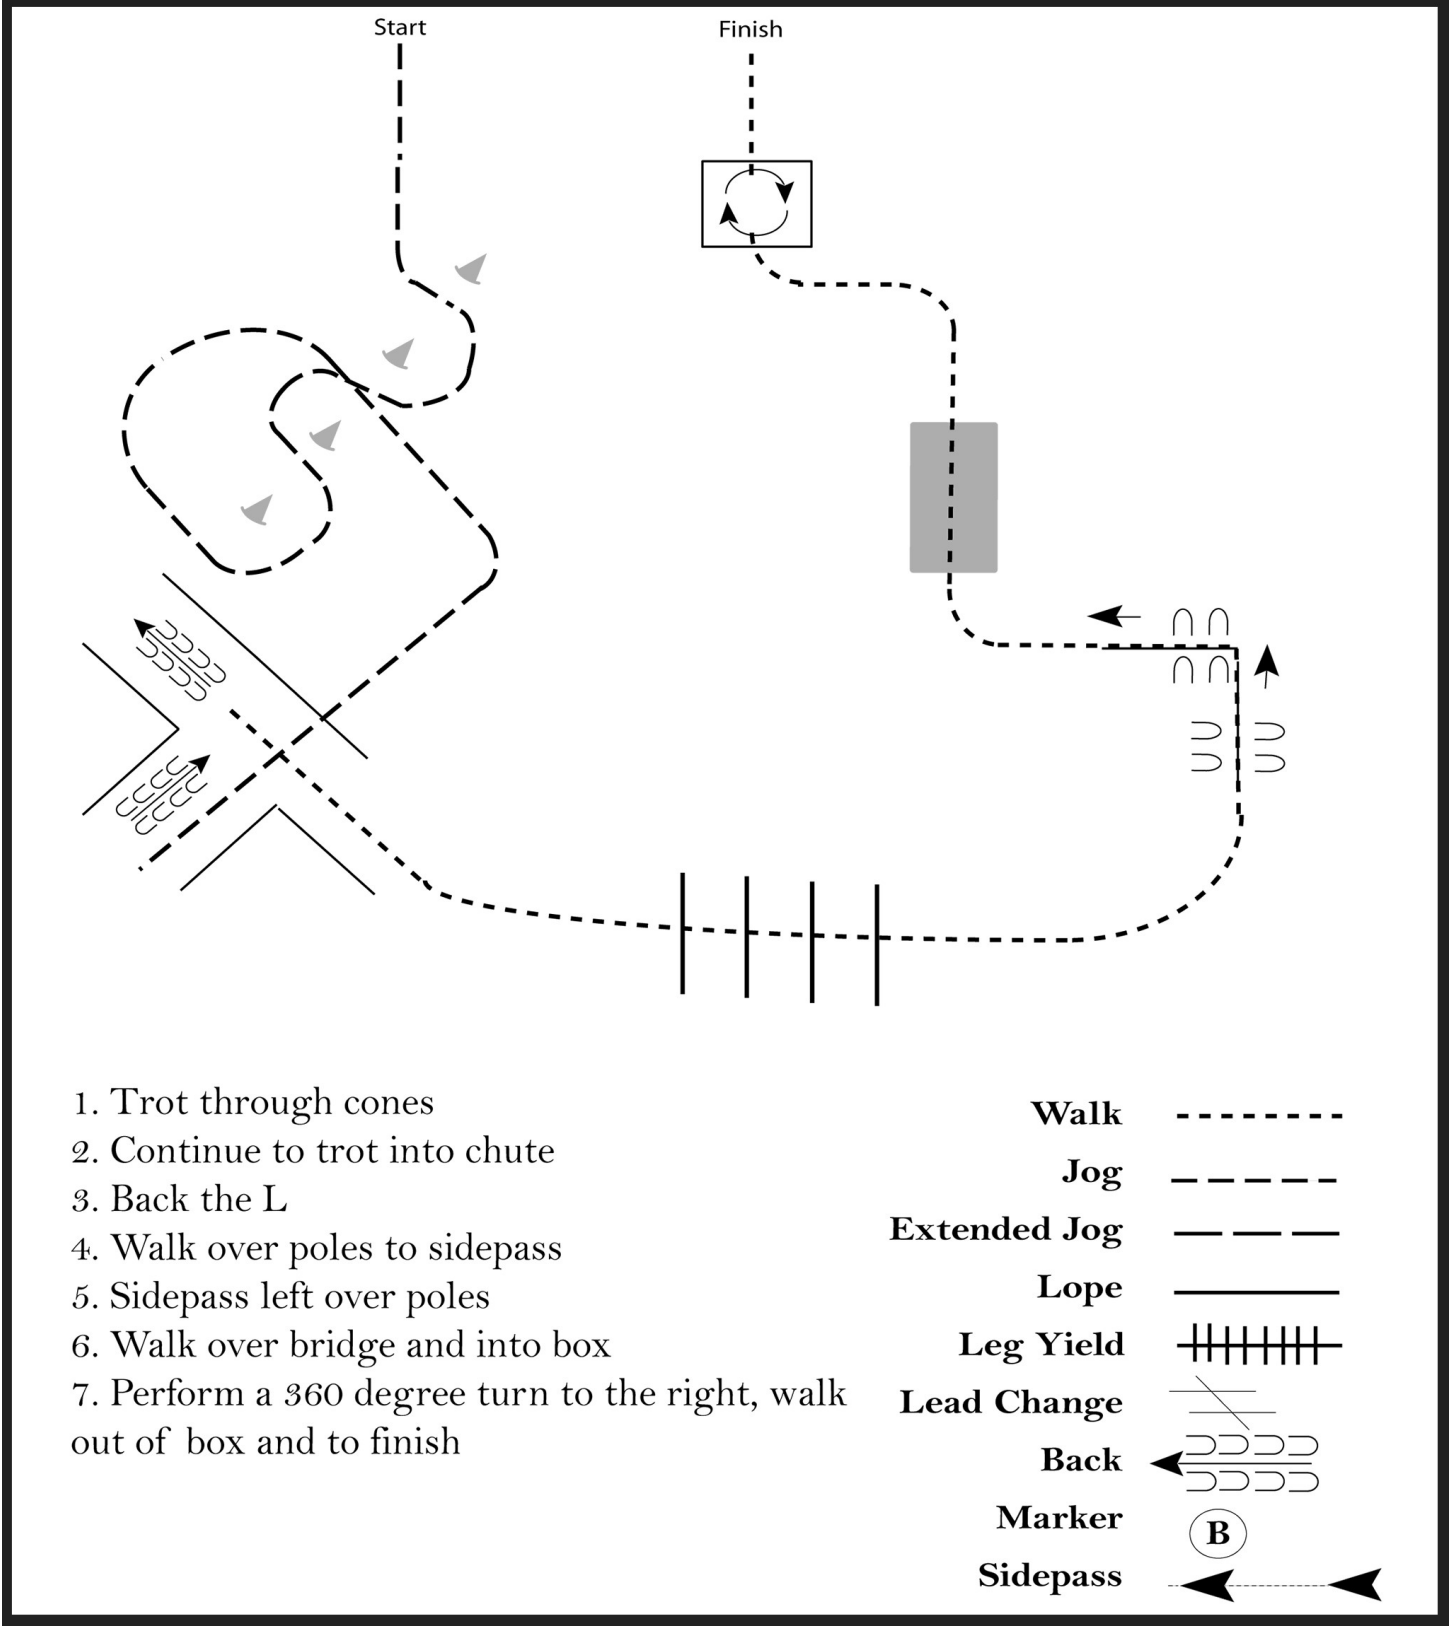 Start
Finish
1. Trot through cones
2. Continue to trot into chute
3. Back the L
4. Walk over poles to sidepass
5. Sidepass left over poles
6. Walk over bridge and into box
7. Perform a 360 degree turn to the right, walk
out of box and to finish
Walk
Jog
Extended Jog
Lope
Leg Yield
Lead Change
Back
Marker
B
Sidepass